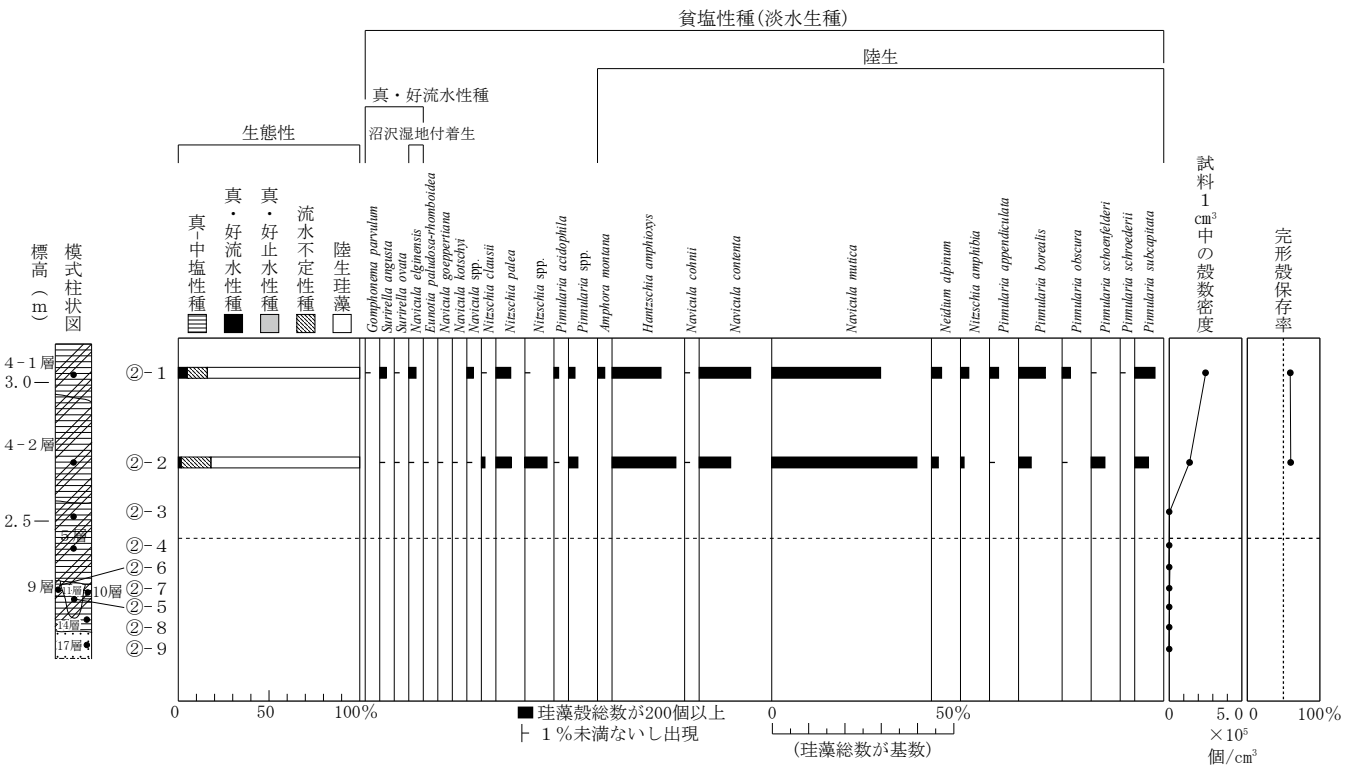 貧塩性種(淡水生種)
陸生
真・好流水性種
生態性
沼沢湿地付着生
標高(m)
模式柱状図
真-中塩性種
真・好流水性種
真・好止水性種
流水不定性種
陸生珪藻
Gomphonema parvulum
Surirella angusta
Surirella ovata
Navicula elginensis
Eunotia paludosa-rhomboidea
Navicula goeppertiana
Navicula kotschyi
Navicula spp.
Nitzschia clausii
Nitzschia palea
Nitzschia spp.
Pinnularia acidophila
Pinnularia spp.
Amphora montana
Hantzschia amphioxys
Navicula cohnii
Navicula contenta
Navicula mutica
Neidium alpinum
Nitzschia amphibia
Pinnularia appendiculata
Pinnularia borealis
Pinnularia obscura
Pinnularia schoenfelderi
Pinnularia schroederii
Pinnularia subcapitata
試料1cm³中の殻数密度
完形殻保存率
4-1層
3.0
②-1
4-2層
②-2
2.5
②-3
5層
②-4
②-6
9層
11層
10層
②-7
②-5
14層
②-8
17層
②-9
0 50 100%
珪藻殻総数が200個以上
1%未満ないし出現
0 50%
(珪藻総数が基数)
0 5.0
×10⁵
個/cm³
0 100%